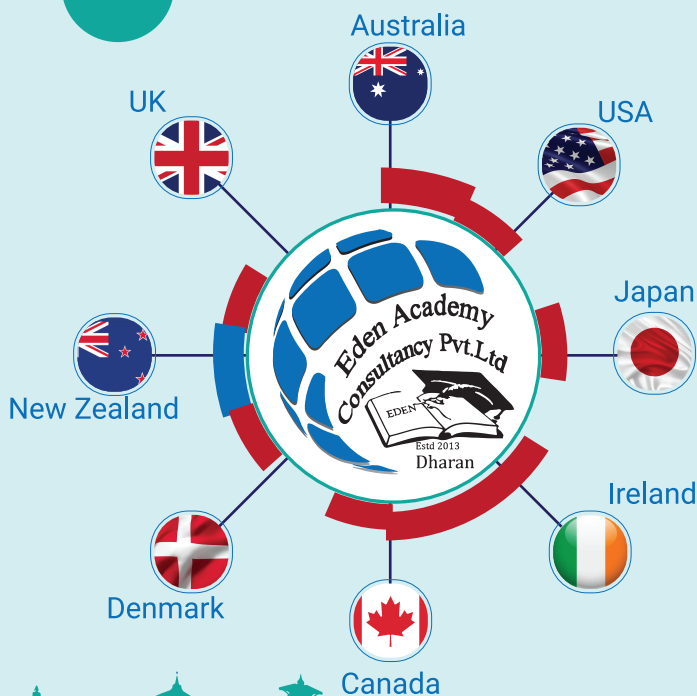 Australia
UK
USA
Japan
Eden Academy
Consultancy Pvt.Ltd
EDEN
Estd 2013
Dharan
New Zealand
Ireland
Denmark
Canada